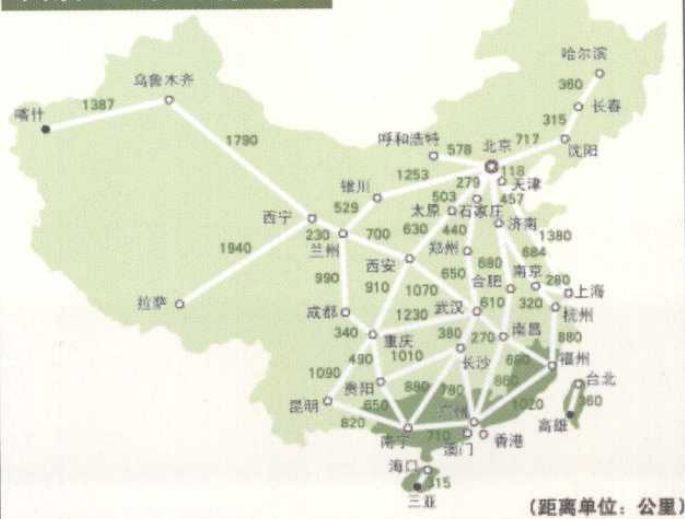 哈尔滨
乌鲁木齐
360
1387
长春
喀什
315
呼和浩特
北京
717
沈阳
1790
578
118
1253
279
天津
银川
503
457
529
太原
石家庄
西宁
济南
230
700
630
440
1380
兰州
郑州
684
1940
西安
680
990
650
合肥
南京
280
910
1070
上海
拉萨
成都
1230
武汉
610
320
杭州
340
重庆
380
270
南昌
880
490
1010
长沙
1090
680
福州
贵阳
880
780
880
台北
昆明
650
广州
1020
360
820
高雄
南宁
710
澳门
香港
海口
315
三亚
(距离单位：公里)